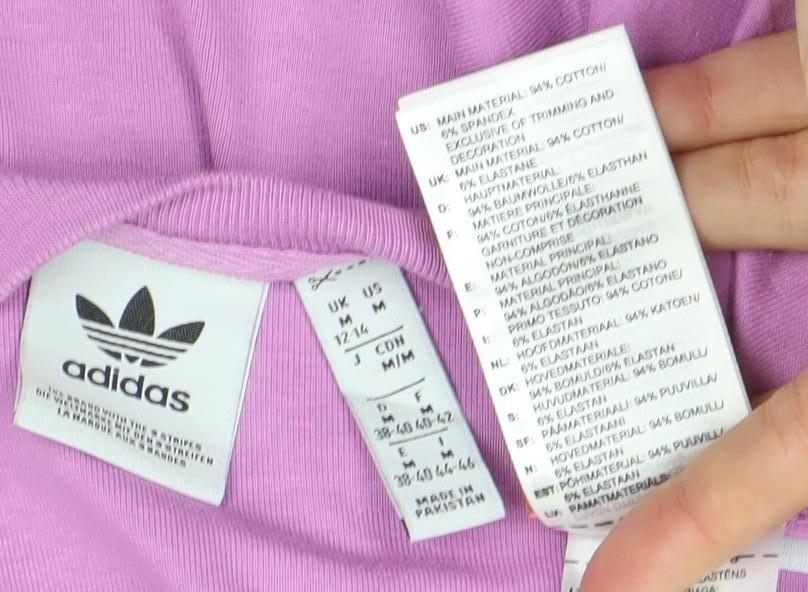 adidas
THE BRAND WITH THE 3 STRIPES
DIE MARKE MIT DEN 3 STREIFEN
LA MARQUE AUX 3 BANDES
UK US
M M
12-14
J CDN
M/M
D F
M M
38-40 40-42
E I
M M
38-40 44-46
MADE IN
PAKISTAN
US: MAIN MATERIAL: 94% COTTON/
6% SPANDEX
EXCLUSIVE OF TRIMMING AND
DECORATION
UK: MAIN MATERIAL: 94% COTTON/
6% ELASTANE
D: HAUPTMATERIAL:
94% BAUMWOLLE/6% ELASTHAN
F: MATIERE PRINCIPALE:
94% COTON/6% ÉLASTHANNE
GARNITURE ET DÉCORATION
NON-COMPRISE
E: MATERIAL PRINCIPAL:
94% ALGODÓN/6% ELASTANO
P: MATERIAL PRINCIPAL:
94% ALGODÃO/6% ELASTANO
I: PRIMO TESSUTO: 94% COTONE/
6% ELASTAN
NL: HOOFDMATERIAAL: 94% KATOEN/
6% ELASTAAN
DK: HOVEDMATERIALE:
94% BOMULD/6% ELASTAN
S: HUVUDMATERIAL: 94% BOMULL/
6% ELASTAN
SF: PÄÄMATERIAALI: 94% PUUVILLA/
6% ELASTAANI
N: HOVEDMATERIAL: 94% BOMULL/
6% ELASTAN
EST: PÕHIMATERJAL: 94% PUUVILL/
6% ELASTAAN
LV: PAMATMATERIĀLS: